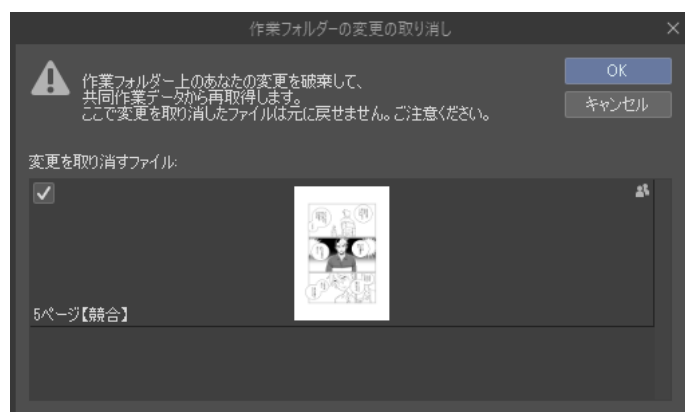 作業フォルダーの変更の取り消し
作業フォルダー上のあなたの変更を破棄して、
共同作業データから再取得します。
ここで変更を取り消したファイルは元に戻せません。ご注意ください。
OK
キャンセル
変更を取り消すファイル:
5ページ【競合】